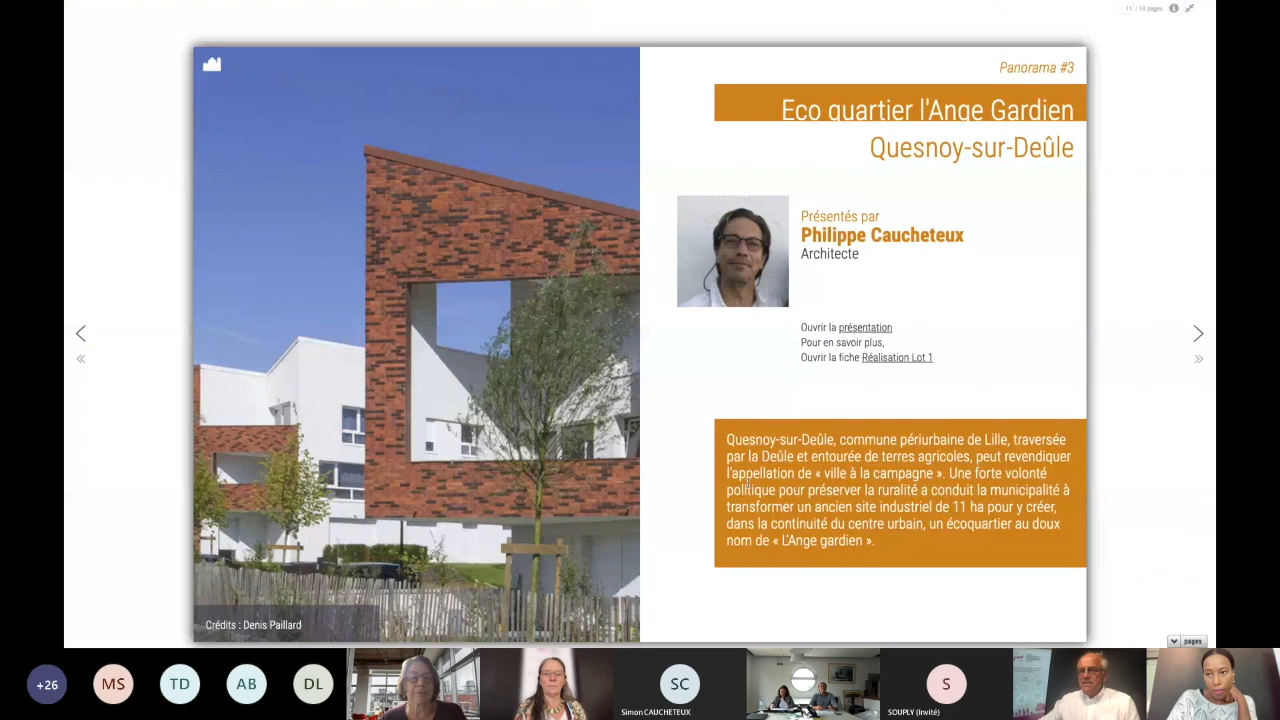 11 / 18 pages
Panorama #3
Eco quartier l'Ange Gardien
Quesnoy-sur-Deûle
Présentés par
Philippe Caucheteux
Architecte
Ouvrir la présentation
Pour en savoir plus,
Ouvrir la fiche Réalisation Lot 1
Quesnoy-sur-Deûle, commune périurbaine de Lille, traversée
par la Deûle et entourée de terres agricoles, peut revendiquer
l'appellation de « ville à la campagne ». Une forte volonté
politique pour préserver la ruralité a conduit la municipalité à
transformer un ancien site industriel de 11 ha pour y créer,
dans la continuité du centre urbain, un écoquartier au doux
nom de « L'Ange gardien ».
Crédits : Denis Paillard
pages
+26
MS
TD
AB
DL
SC
Simon CAUCHETEUX
S
SOUPLY (Invité)